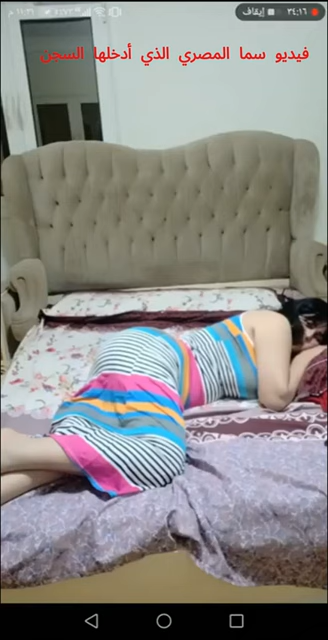 ٣٤:١٦ إيقاف
فيديو سما المصري الذي أدخلها السجن